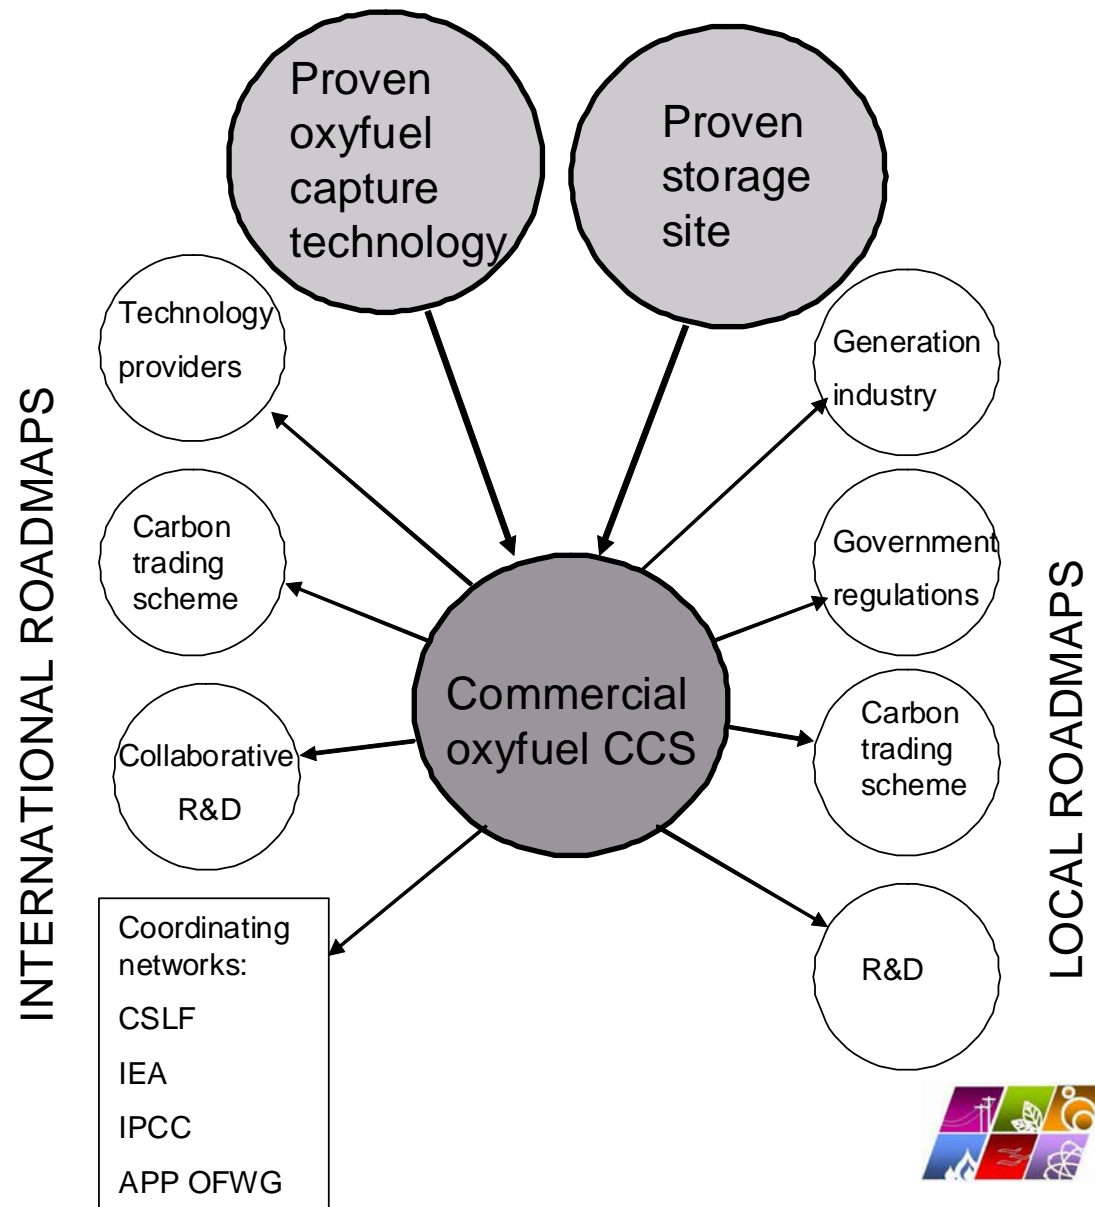 Proven
oxyfuel
capture
technology
Proven
storage
site
Technology
providers
Generation
industry
INTERNATIONAL ROADMAPS
Carbon
trading
scheme
Government
regulations
LOCAL ROADMAPS
Commercial
oxyfuel CCS
Collaborative
R&D
Carbon
trading
scheme
Coordinating
networks:
CSLF
IEA
IPCC
APP OFWG
R&D